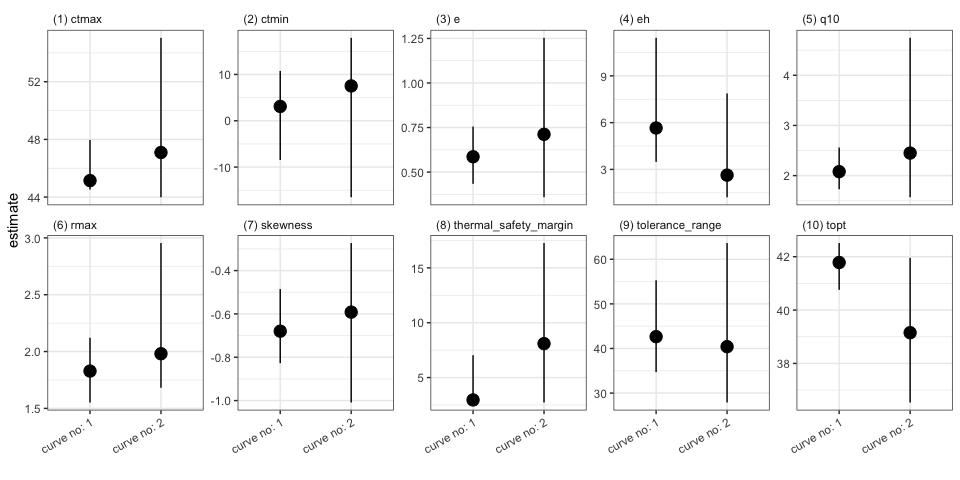 (1) ctmax
(2) ctmin
(3) e
(4) eh
(5) q10
52
48
44
10
0
-10
1.25
1.00
0.75
0.50
9
6
3
4
3
2
estimate
(6) rmax
(7) skewness
(8) thermal_safety_margin
(9) tolerance_range
(10) topt
3.0
2.5
2.0
1.5
-0.4
-0.6
-0.8
-1.0
15
10
5
60
50
40
30
42
40
38
curve no: 1
curve no: 2
curve no: 1
curve no: 2
curve no: 1
curve no: 2
curve no: 1
curve no: 2
curve no: 1
curve no: 2